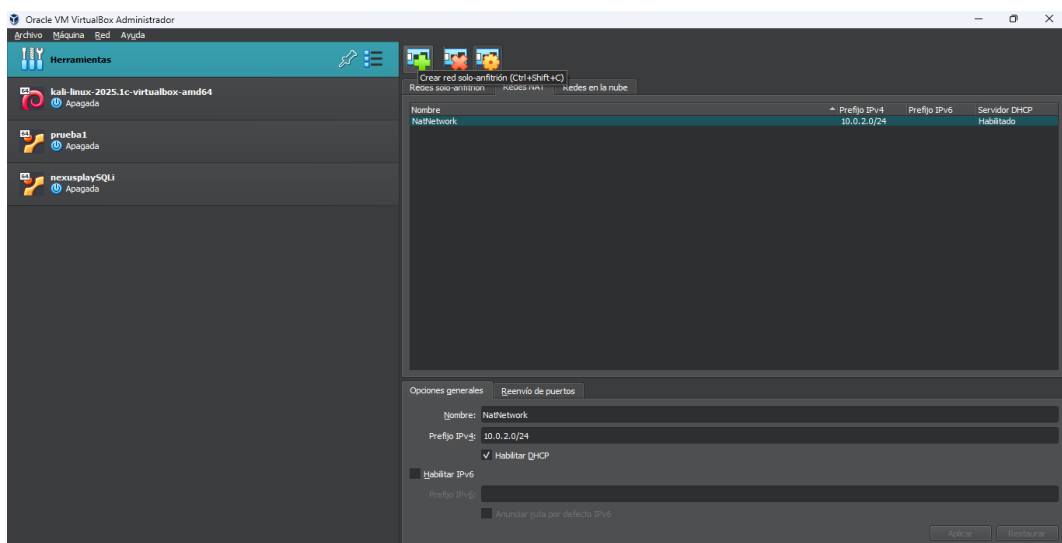 Oracle VM VirtualBox Administrador
Archivo Máquina Red Ayuda
Herramientas
64 kali-linux-2025.1c-virtualbox-amd64
Apagada
64 prueba1
Apagada
64 nexusplaySQLi
Apagada
Crear red solo-anfitrión (Ctrl+Shift+C)
Redes solo-anfitrión Redes NAT Redes en la nube
Nombre Prefijo IPv4 Prefijo IPv6 Servidor DHCP
NatNetwork 10.0.2.0/24 Habilitado
Opciones generales Reenvío de puertos
Nombre: NatNetwork
Prefijo IPv4: 10.0.2.0/24
Habilitar DHCP
Habilitar IPv6
Prefijo IPv6:
Anunciar ruta por defecto IPv6
Aplicar Restaurar